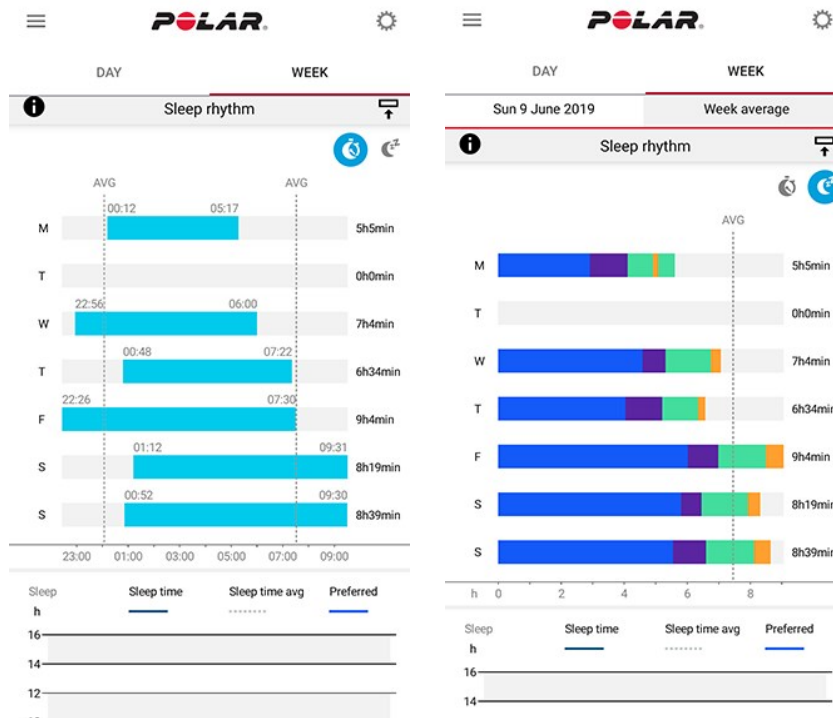 POLAR.
DAY WEEK
Sleep rhythm
AVG AVG
00:12 05:17
M 5h5min
T 0h0min
22:56 06:00
W 7h4min
00:48 07:22
T 6h34min
22:26 07:30
F 9h4min
01:12 09:31
S 8h19min
00:52 09:30
S 8h39min
23:00 01:00 03:00 05:00 07:00 09:00
Sleep Sleep time Sleep time avg Preferred
h
16
14
12
POLAR.
DAY WEEK
Sun 9 June 2019 Week average
Sleep rhythm
AVG
M 5h5min
T 0h0min
W 7h4min
T 6h34min
F 9h4min
S 8h19min
S 8h39min
h 0 2 4 6 8
Sleep Sleep time Sleep time avg Preferred
h
16
14